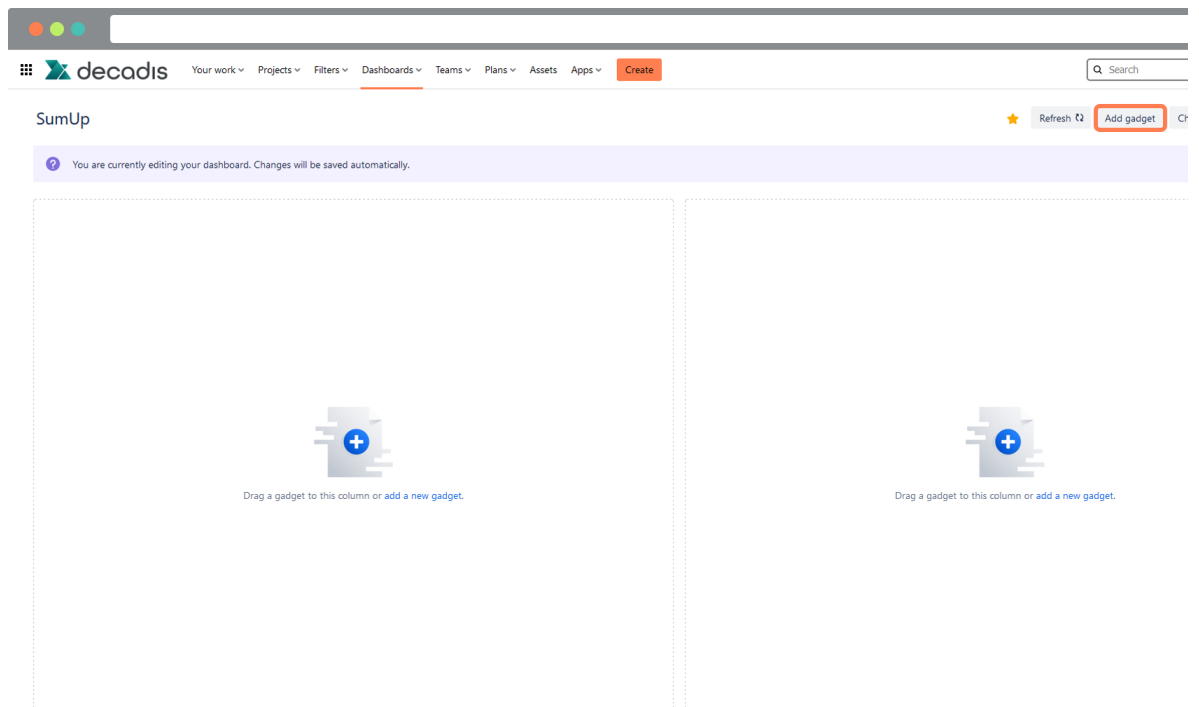 decadis Your work Projects Filters Dashboards Teams Plans Assets Apps Create Search
SumUp Refresh Add gadget Ch
You are currently editing your dashboard. Changes will be saved automatically.
Drag a gadget to this column or add a new gadget.
Drag a gadget to this column or add a new gadget.